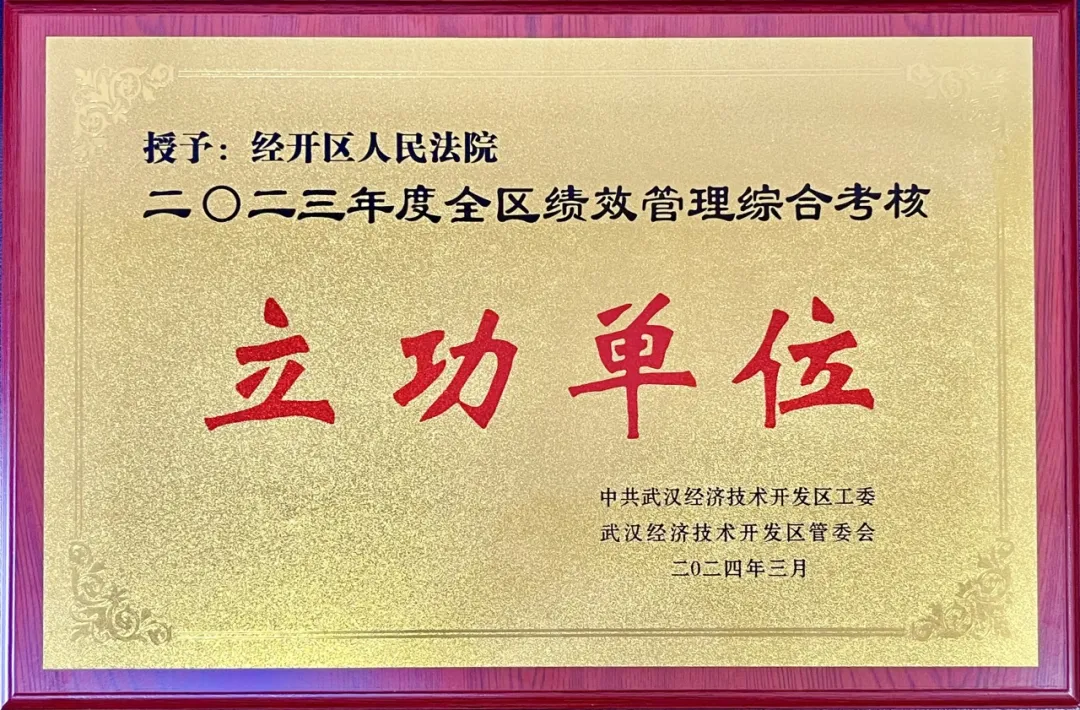 授予：经开区人民法院
二〇二三年度全区绩效管理综合考核
立功单位
中共武汉经济技术开发区工委
武汉经济技术开发区管委会
二〇二四年三月